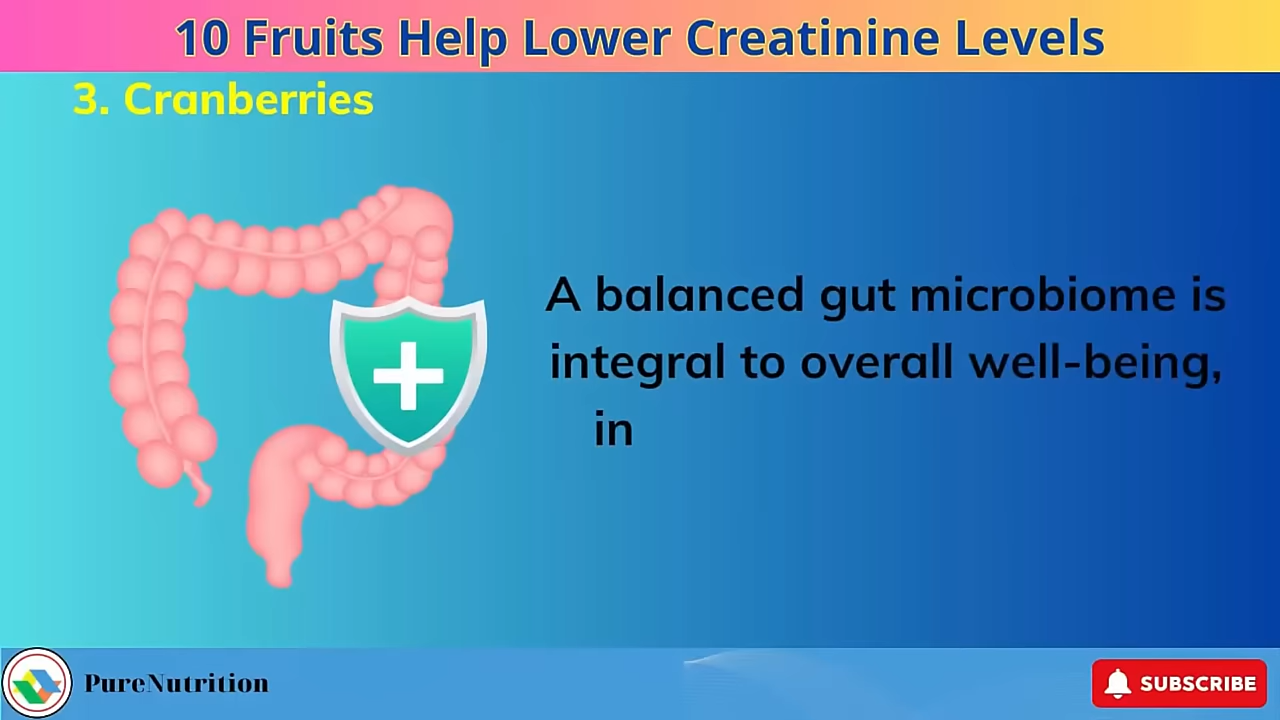 10 Fruits Help Lower Creatinine Levels
3. Cranberries
A balanced gut microbiome is
integral to overall well-being,
in
PureNutrition
SUBSCRIBE